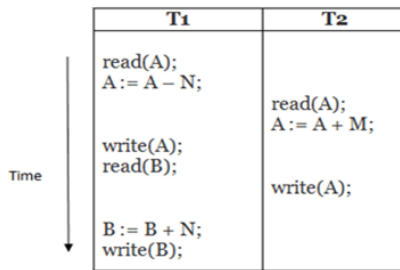 T1 T2
read(A);
A := A – N;
read(A);
A := A + M;
write(A);
read(B);
Time
write(A);
B := B + N;
write(B);